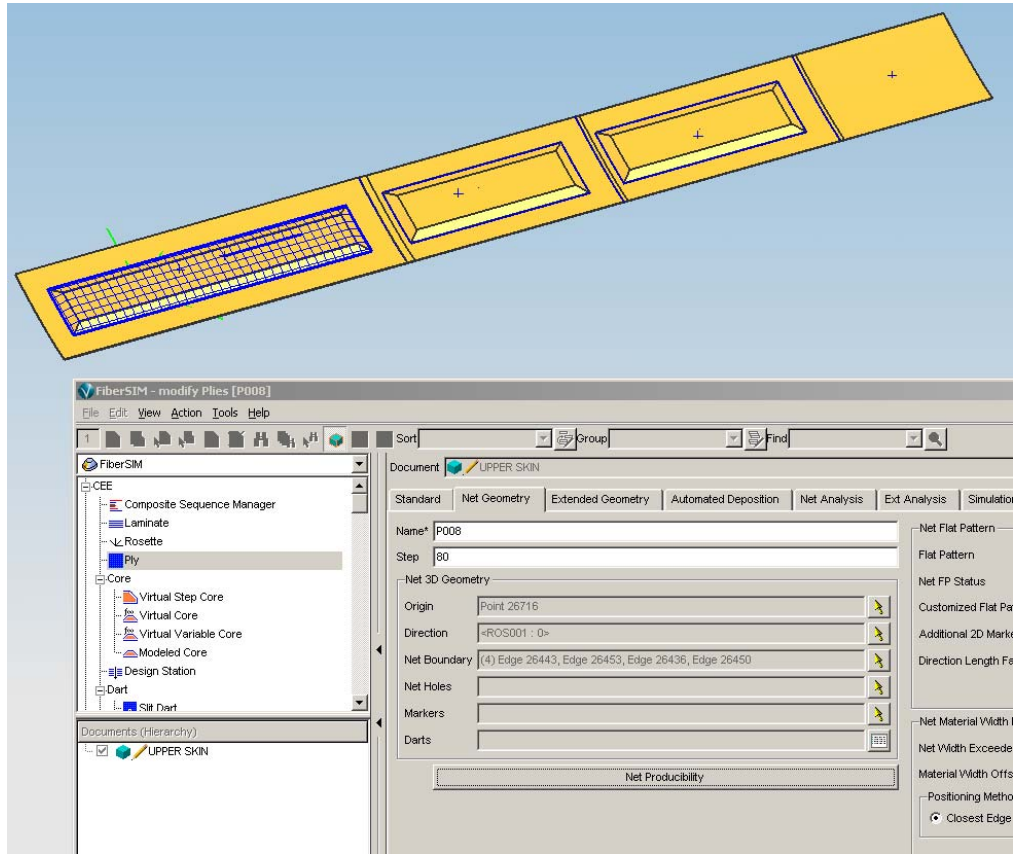 FiberSIM - modify Plies [P008]
File Edit View Action Tools Help
1 Sort Group Find
FiberSIM
CEE
Composite Sequence Manager
Laminate
Rosette
Ply
Core
Virtual Step Core
Virtual Core
Virtual Variable Core
Modeled Core
Design Station
Dart
Slit Dart
Documents (Hierarchy)
UPPER SKIN
Document UPPER SKIN
Standard Net Geometry Extended Geometry Automated Deposition Net Analysis Ext Analysis Simulation
Name* P008
Step 80
Net 3D Geometry
Origin Point 26716
Direction <ROS001 : 0>
Net Boundary (4) Edge 26443, Edge 26453, Edge 26436, Edge 26450
Net Holes
Markers
Darts
Net Producibility
Net Flat Pattern
Flat Pattern
Net FP Status
Customized Flat Pa
Additional 2D Marke
Direction Length Fa
Net Material Width
Net Width Exceede
Material Width Offs
Positioning Metho
Closest Edge